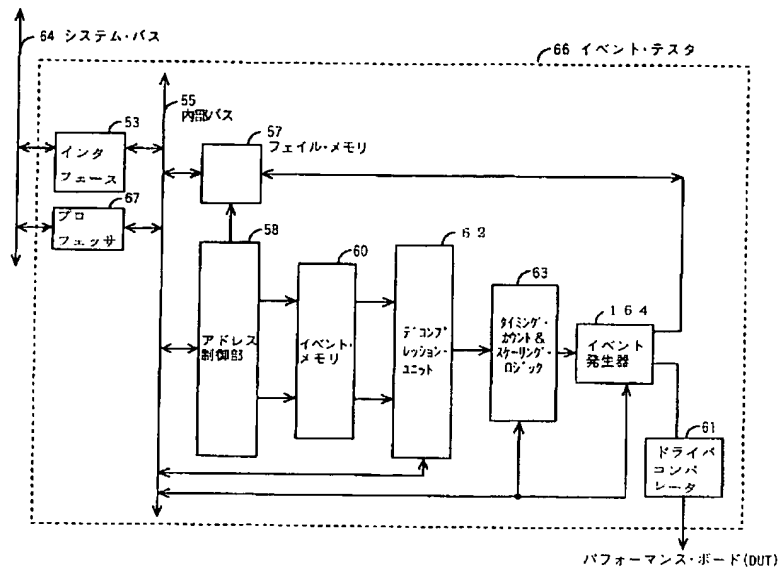 64 システム・バス
66 イベント・テスタ
55
内部バス
53
インタ
フェース
57
フェイル・メモリ
67
プロ
フェッサ
58
アドレス
制御部
60
イベント・
メモリ
62
デコンプ
レッション・
ユニット
63
タイミング・
カウント&
スケーリング・
ロジック
164
イベント
発生器
61
ドライバ
コンパ
レータ
パフォーマンス・ボード(DUT)